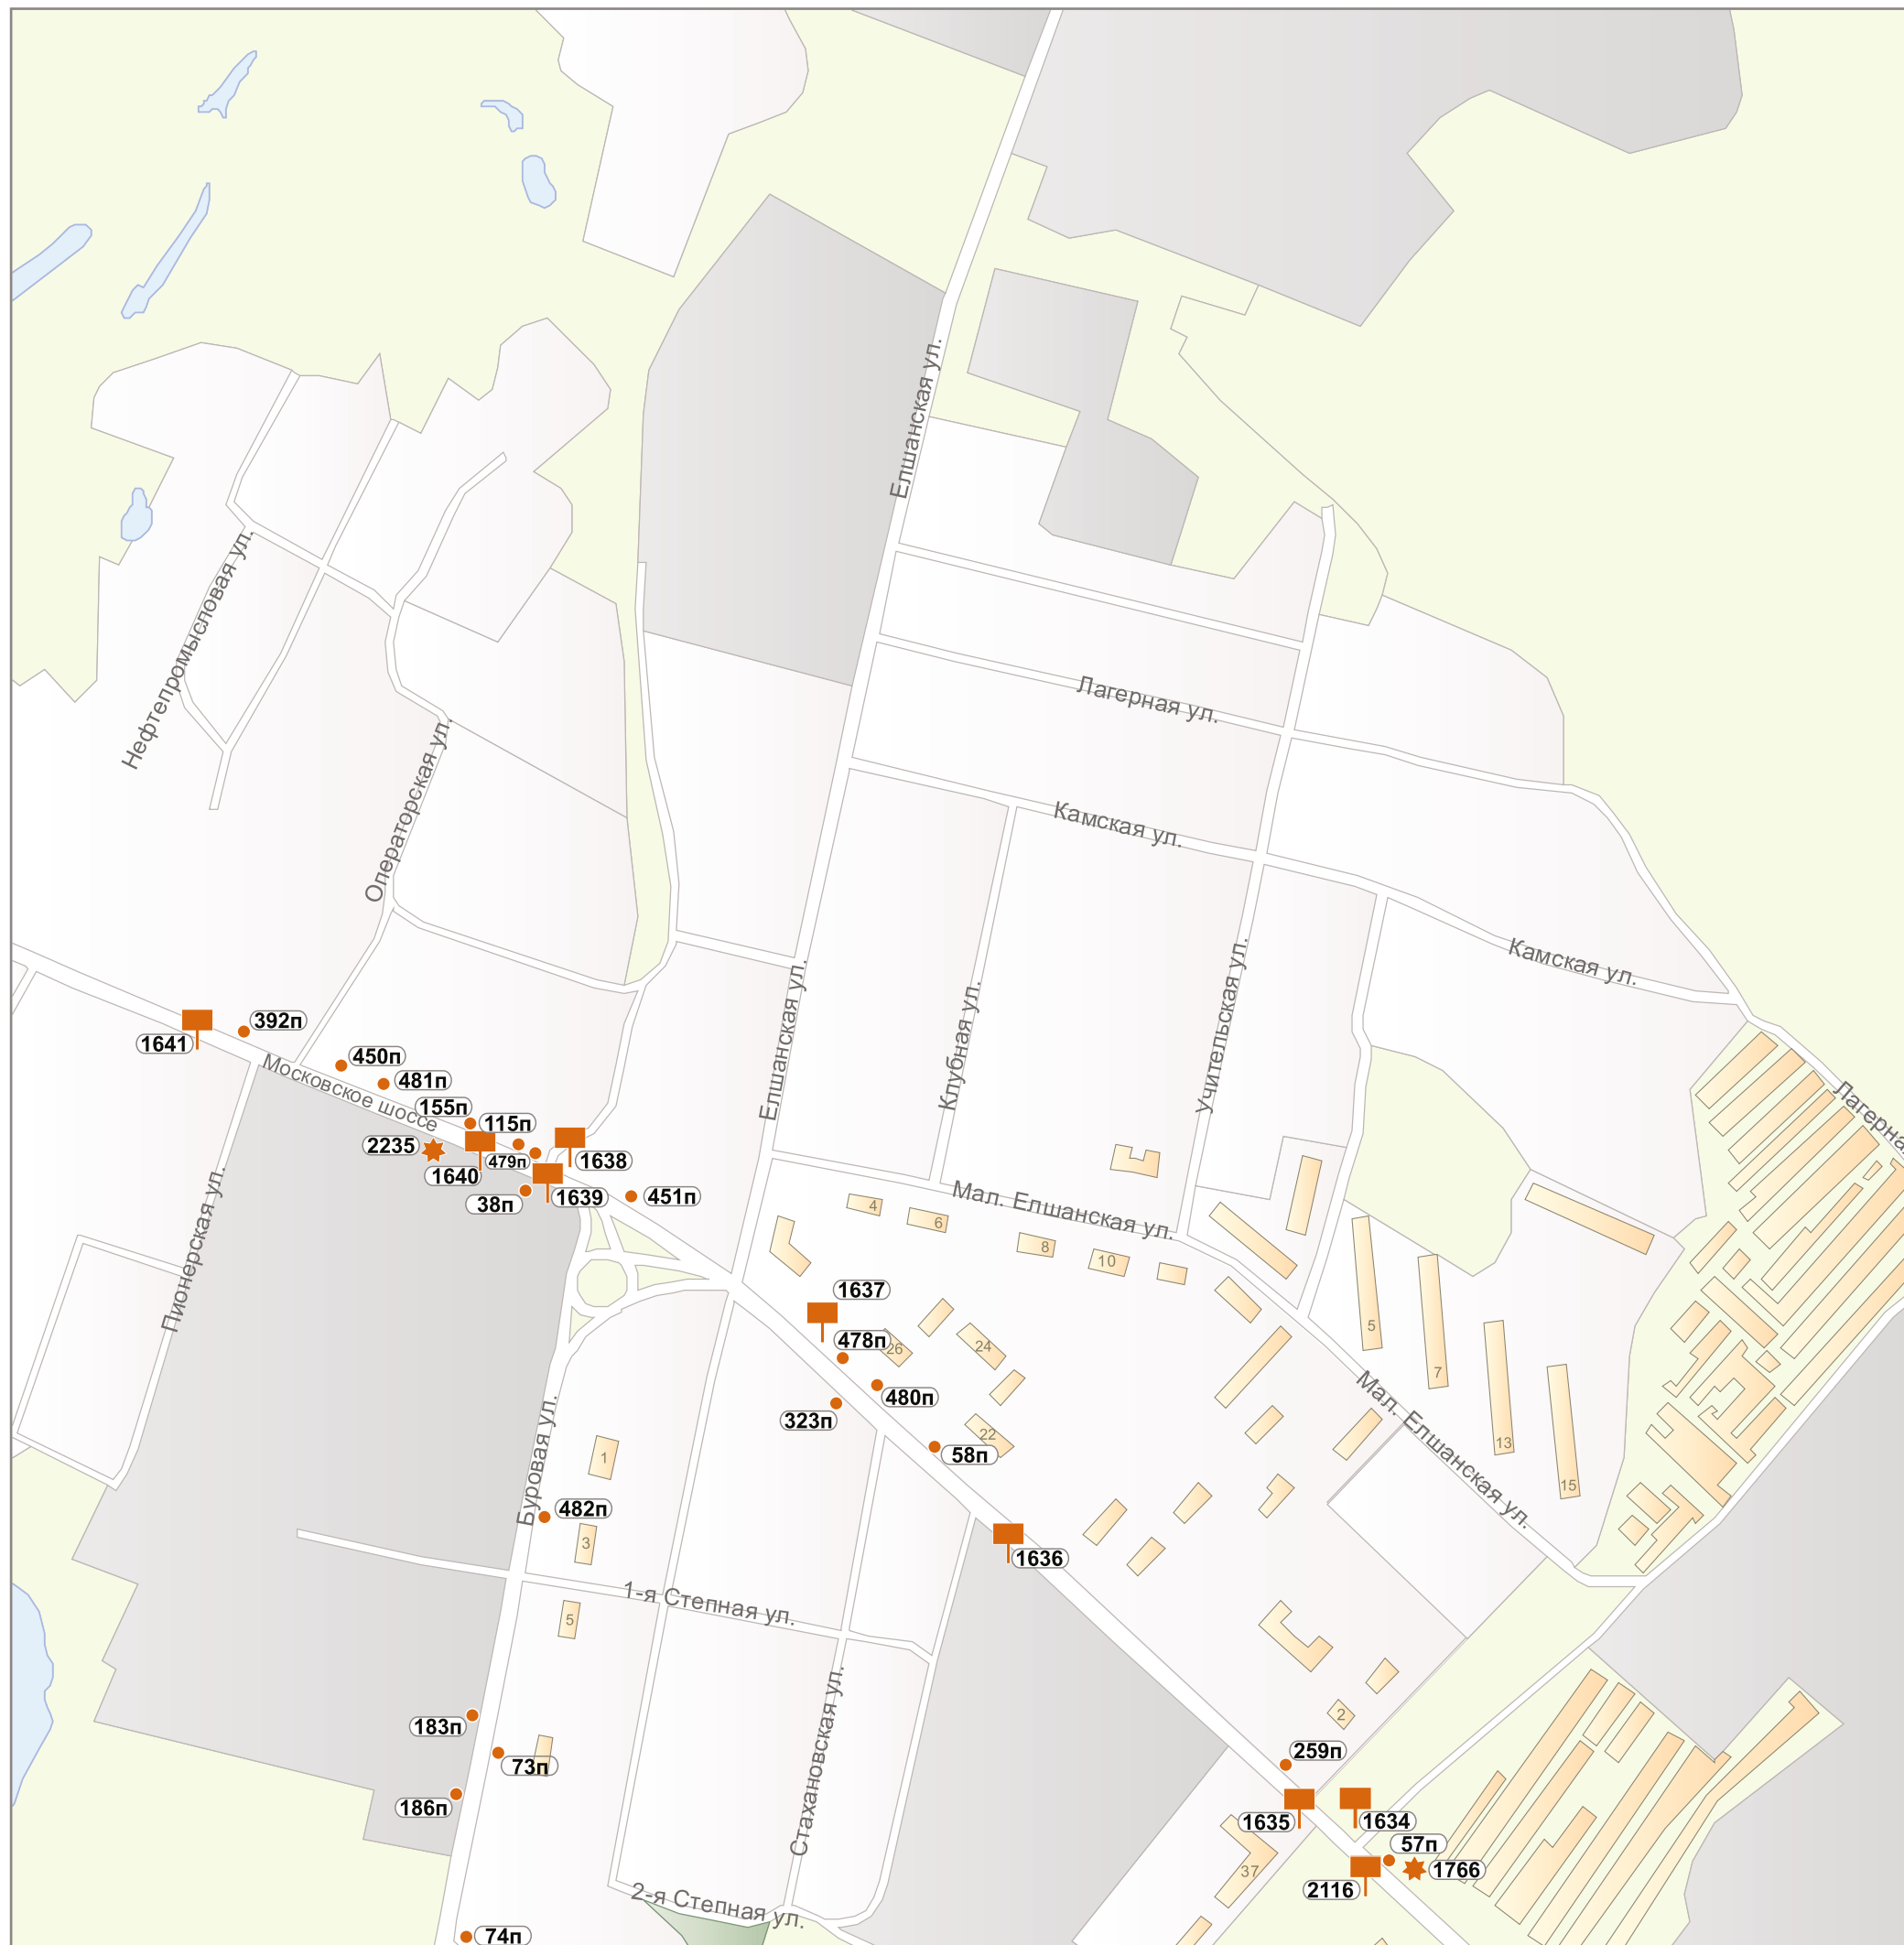 Елшанская ул.
Нефтепромысловая ул.
Лагерная ул.
Операторская ул.
Камская ул.
Камская ул.
Елшанская ул.
Клубная ул.
Учительская ул.
392п
1641
Московское шоссе
450п
481п
155п
115п
2235
1640
479п
1638
38п
1639
451п
Пионерская ул.
Мал. Елшанская ул.
4
6
8
10
1637
478п
26
24
5
7
480п
323п
22
58п
Мал. Елшанская ул.
13
15
Буровая ул.
1
482п
3
1636
1-я Степная ул.
5
Стахановская ул.
183п
73п
186п
2
259п
1635
1634
57п
1766
37
2116
2-я Степная ул.
74п